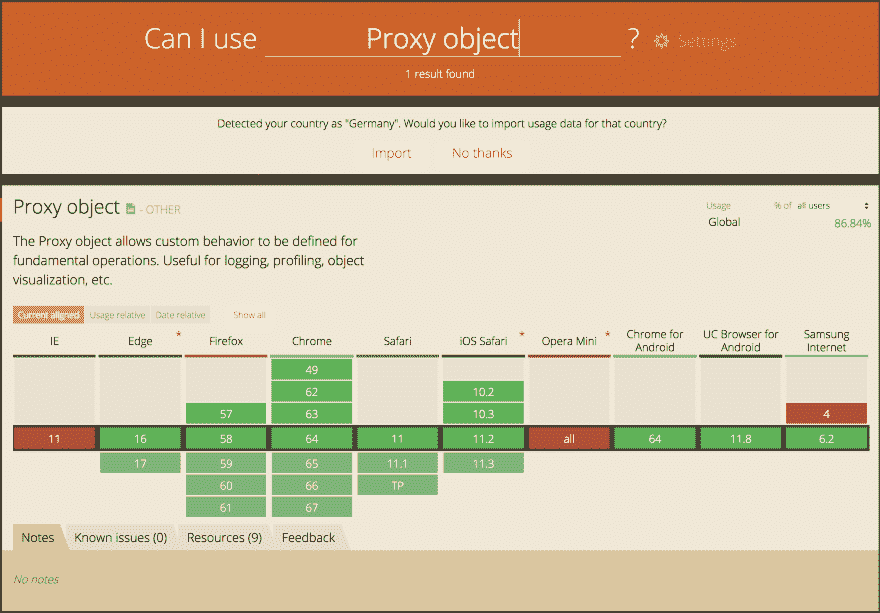 Can I use Proxy object ? Settings
1 result found
Detected your country as "Germany". Would you like to import usage data for that country?
Import No thanks
Proxy object - OTHER
Usage % of all users
Global 86.84%
The Proxy object allows custom behavior to be defined for
fundamental operations. Useful for logging, profiling, object
visualization, etc.
Current aligned Usage relative Date relative Show all
IE Edge * Firefox Chrome Safari iOS Safari * Opera Mini * Chrome for Android UC Browser for Android Samsung Internet
49
62 10.2
57 63 10.3 4
11 16 58 64 11 11.2 all 64 11.8 6.2
17 59 65 11.1 11.3
60 66 TP
61 67
Notes Known issues (0) Resources (9) Feedback
No notes